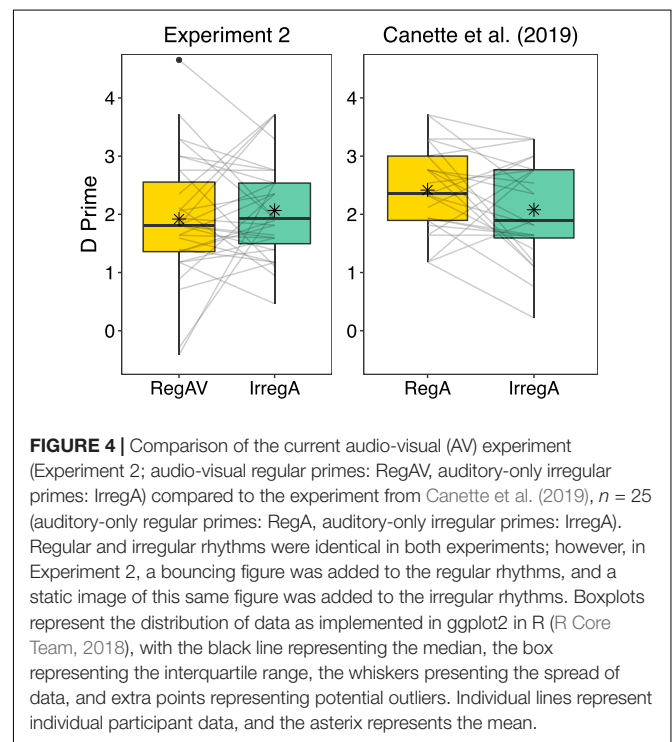 Experiment 2 Canette et al. (2019)
D Prime
4 4
3 3
2 2
1 1
0 0
RegAV IrregA RegA IrregA
FIGURE 4 | Comparison of the current audio-visual (AV) experiment
(Experiment 2; audio-visual regular primes: RegAV, auditory-only irregular
primes: IrregA) compared to the experiment from Canette et al. (2019), n = 25
(auditory-only regular primes: RegA, auditory-only irregular primes: IrregA).
Regular and irregular rhythms were identical in both experiments; however, in
Experiment 2, a bouncing figure was added to the regular rhythms, and a
static image of this same figure was added to the irregular rhythms. Boxplots
represent the distribution of data as implemented in ggplot2 in R (R Core
Team, 2018), with the black line representing the median, the box
representing the interquartile range, the whiskers presenting the spread of
data, and extra points representing potential outliers. Individual lines represent
individual participant data, and the asterix represents the mean.